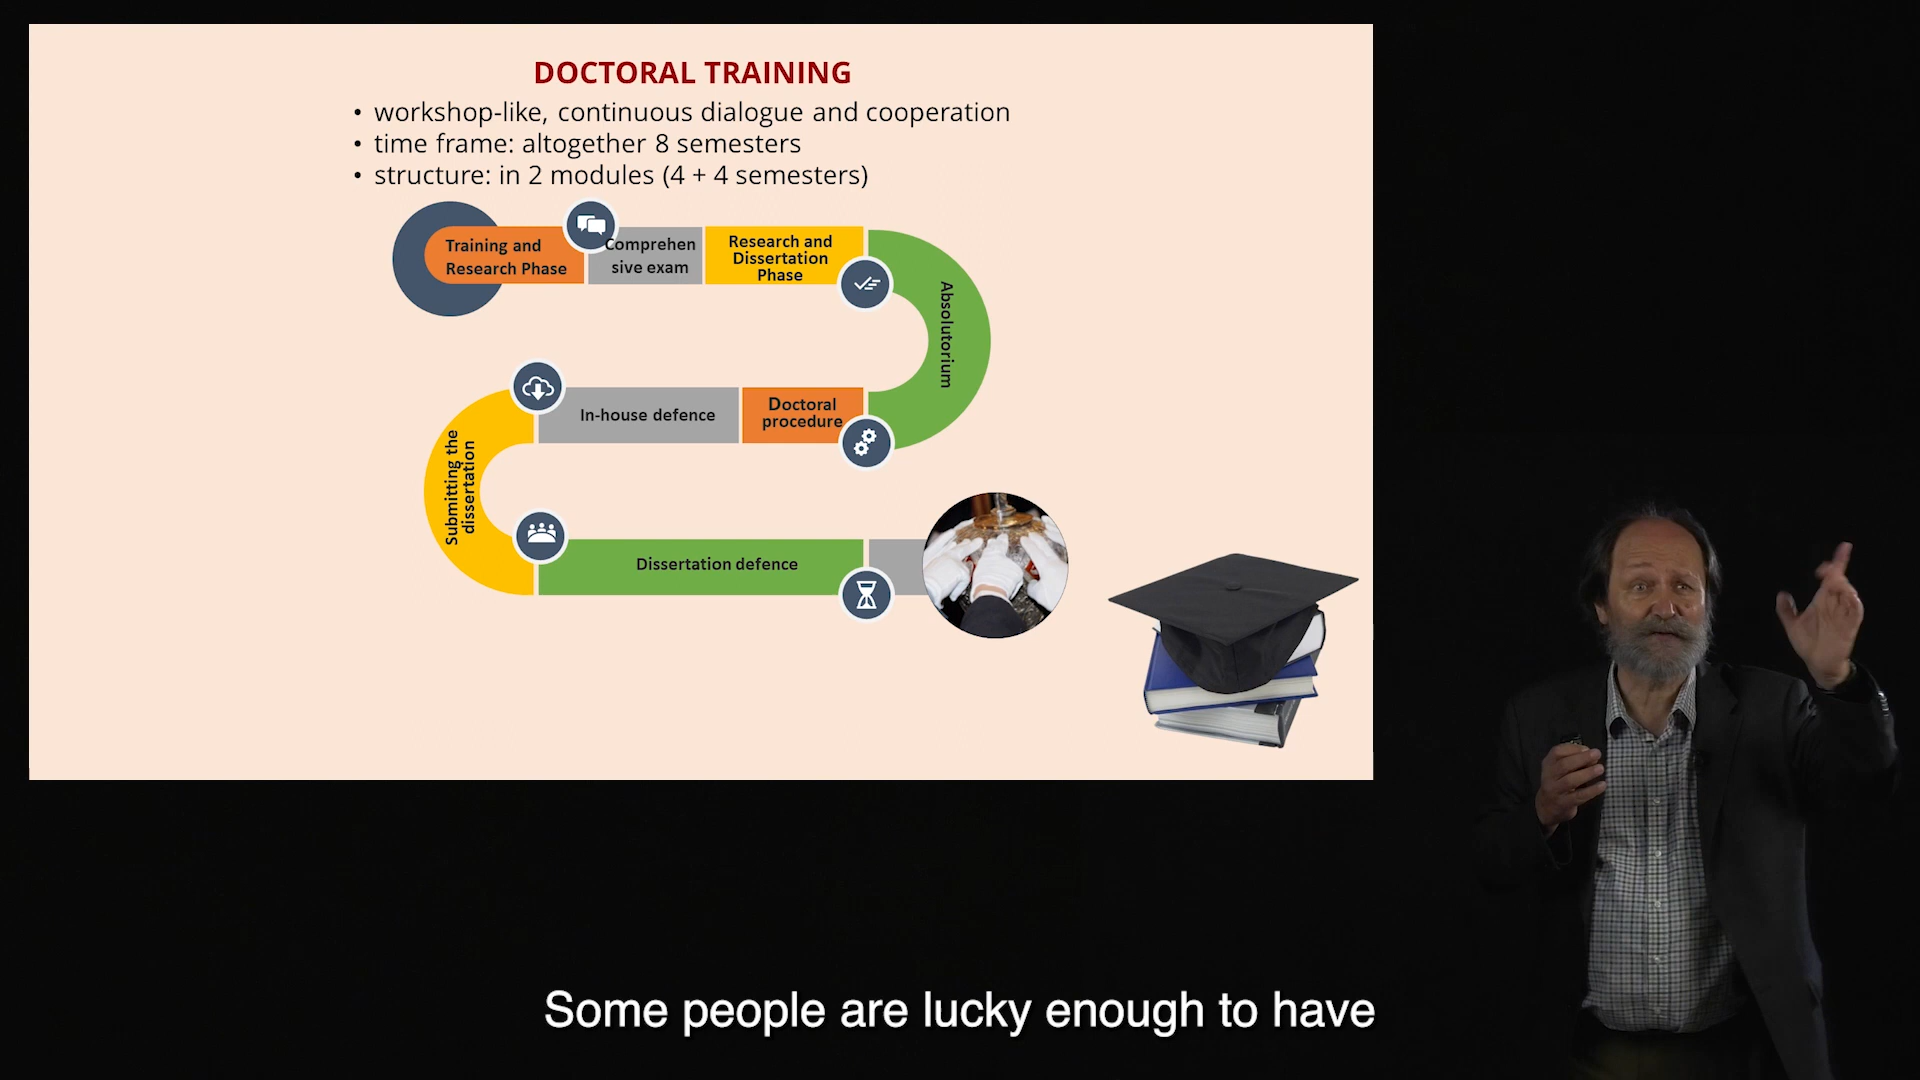 DOCTORAL TRAINING
• workshop-like, continuous dialogue and cooperation
• time frame: altogether 8 semesters
• structure: in 2 modules (4 + 4 semesters)
Training and
Research Phase
Comprehen
sive exam
Research and
Dissertation
Phase
Absolutorium
Doctoral
procedure
In-house defence
Submitting the
dissertation
Dissertation defence
Some people are lucky enough to have